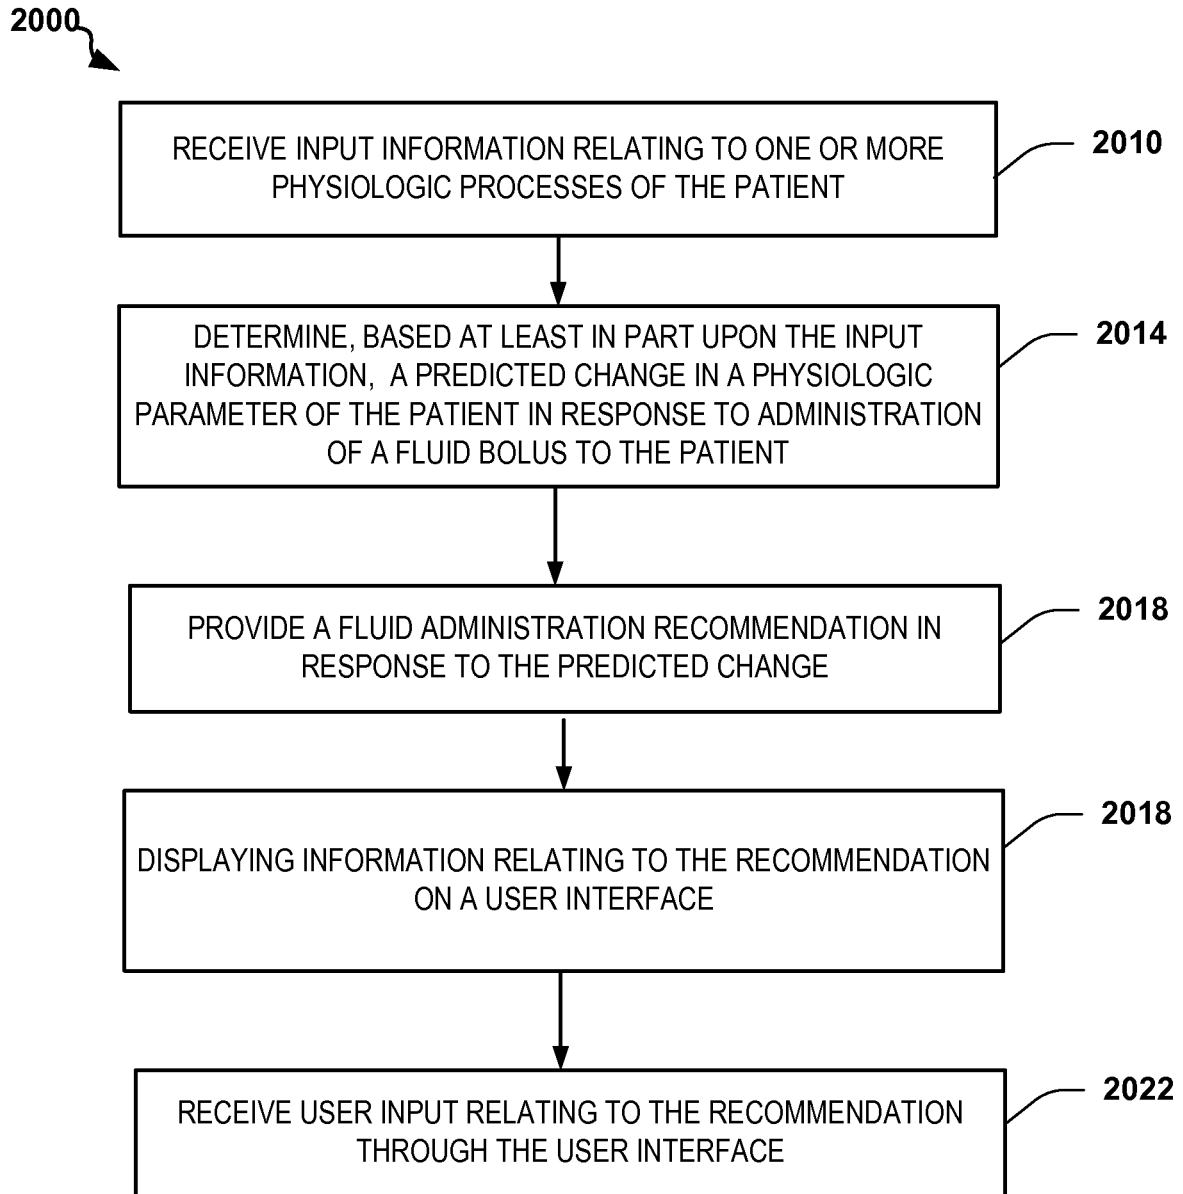 2000
RECEIVE INPUT INFORMATION RELATING TO ONE OR MORE
PHYSIOLOGIC PROCESSES OF THE PATIENT
2010
DETERMINE, BASED AT LEAST IN PART UPON THE INPUT
INFORMATION, A PREDICTED CHANGE IN A PHYSIOLOGIC
PARAMETER OF THE PATIENT IN RESPONSE TO ADMINISTRATION
OF A FLUID BOLUS TO THE PATIENT
2014
PROVIDE A FLUID ADMINISTRATION RECOMMENDATION IN
RESPONSE TO THE PREDICTED CHANGE
2018
DISPLAYING INFORMATION RELATING TO THE RECOMMENDATION
ON A USER INTERFACE
2018
RECEIVE USER INPUT RELATING TO THE RECOMMENDATION
THROUGH THE USER INTERFACE
2022